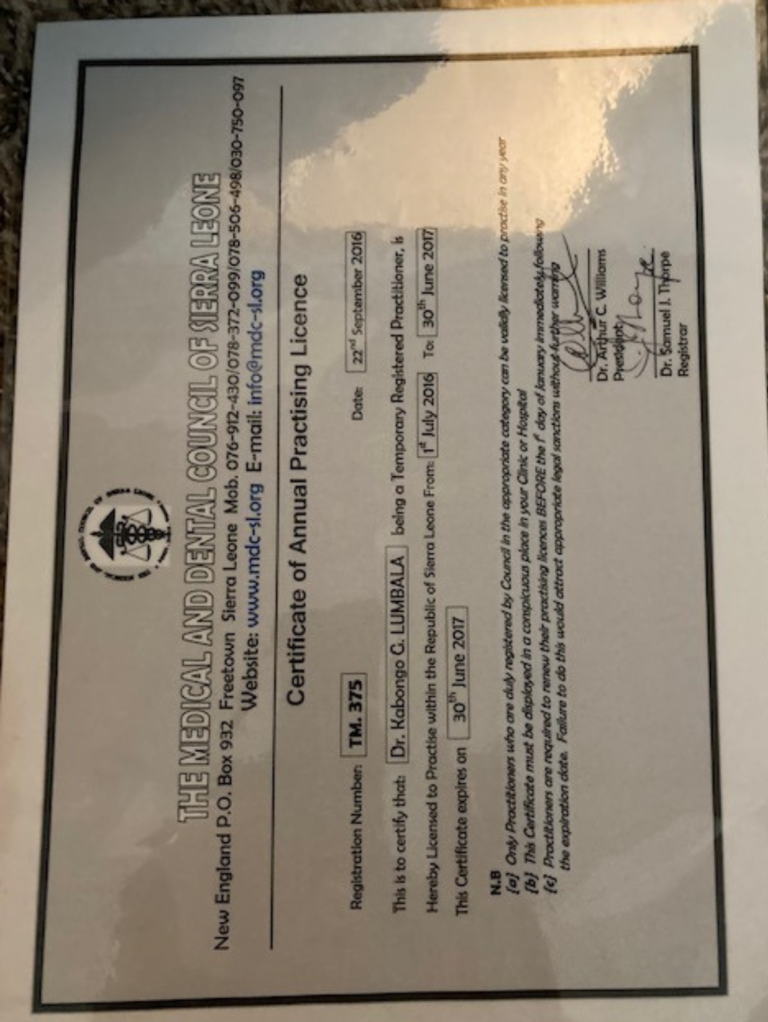 THE MEDICAL AND DENTAL COUNCIL OF SIERRA LEONE
New England P.O. Box 932 Freetown Sierra Leone Mob. 076-912-430/078-372-099/078-506-498/030-750-097
Website: www.mdc-sl.org E-mail: info@mdc-sl.org
Certificate of Annual Practising Licence
Registration Number: TM. 375 Date: 22nd September 2016
This is to certify that: Dr. Kabongo C. LUMBALA being a Temporary Registered Practitioner, is
Hereby Licensed to Practise within the Republic of Sierra Leone From: 1st July 2016 To: 30th June 2017
This Certificate expires on 30th June 2017
N.B
(a) Only Practitioners who are duly registered by Council in the appropriate category can be validly licensed to practise in any year
(b) This Certificate must be displayed in a conspicuous place in your Clinic or Hospital
(c) Practitioners are required to renew their practising licences BEFORE the 1st day of January immediately following
the expiration date. Failure to do this would attract appropriate legal sanctions without further warning
Dr. Arthur C. Williams
President
Dr. Samuel J. Thorpe
Registrar